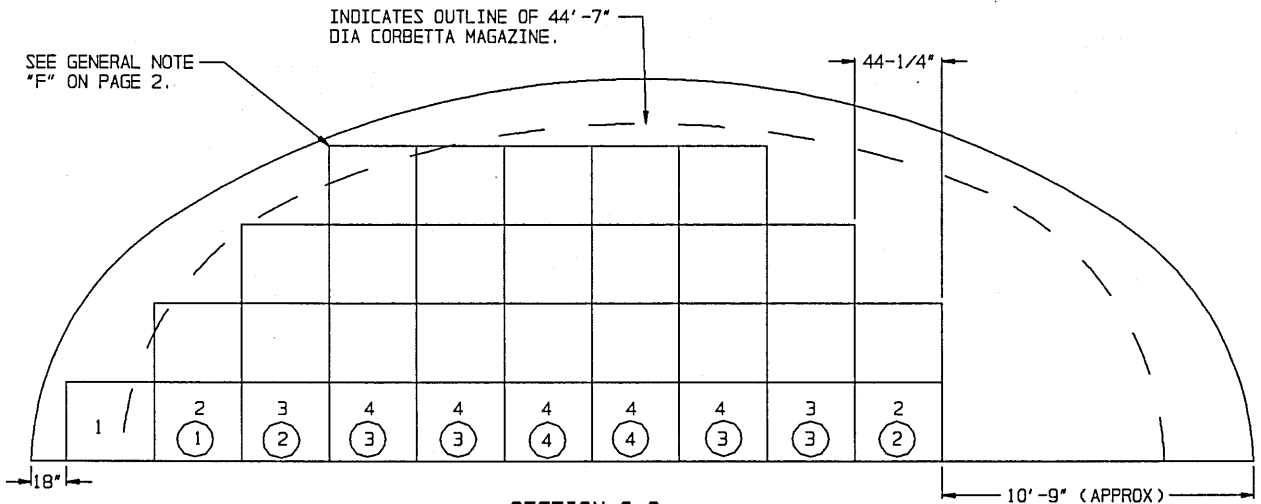 INDICATES OUTLINE OF 44'-7"
DIA CORBETTA MAGAZINE.
SEE GENERAL NOTE
"F" ON PAGE 2.
44-1/4"
1 2 3 4 4 4 4 4 3 2
1 2 3 3 4 4 3 3 2
18"
10'-9" (APPROX)